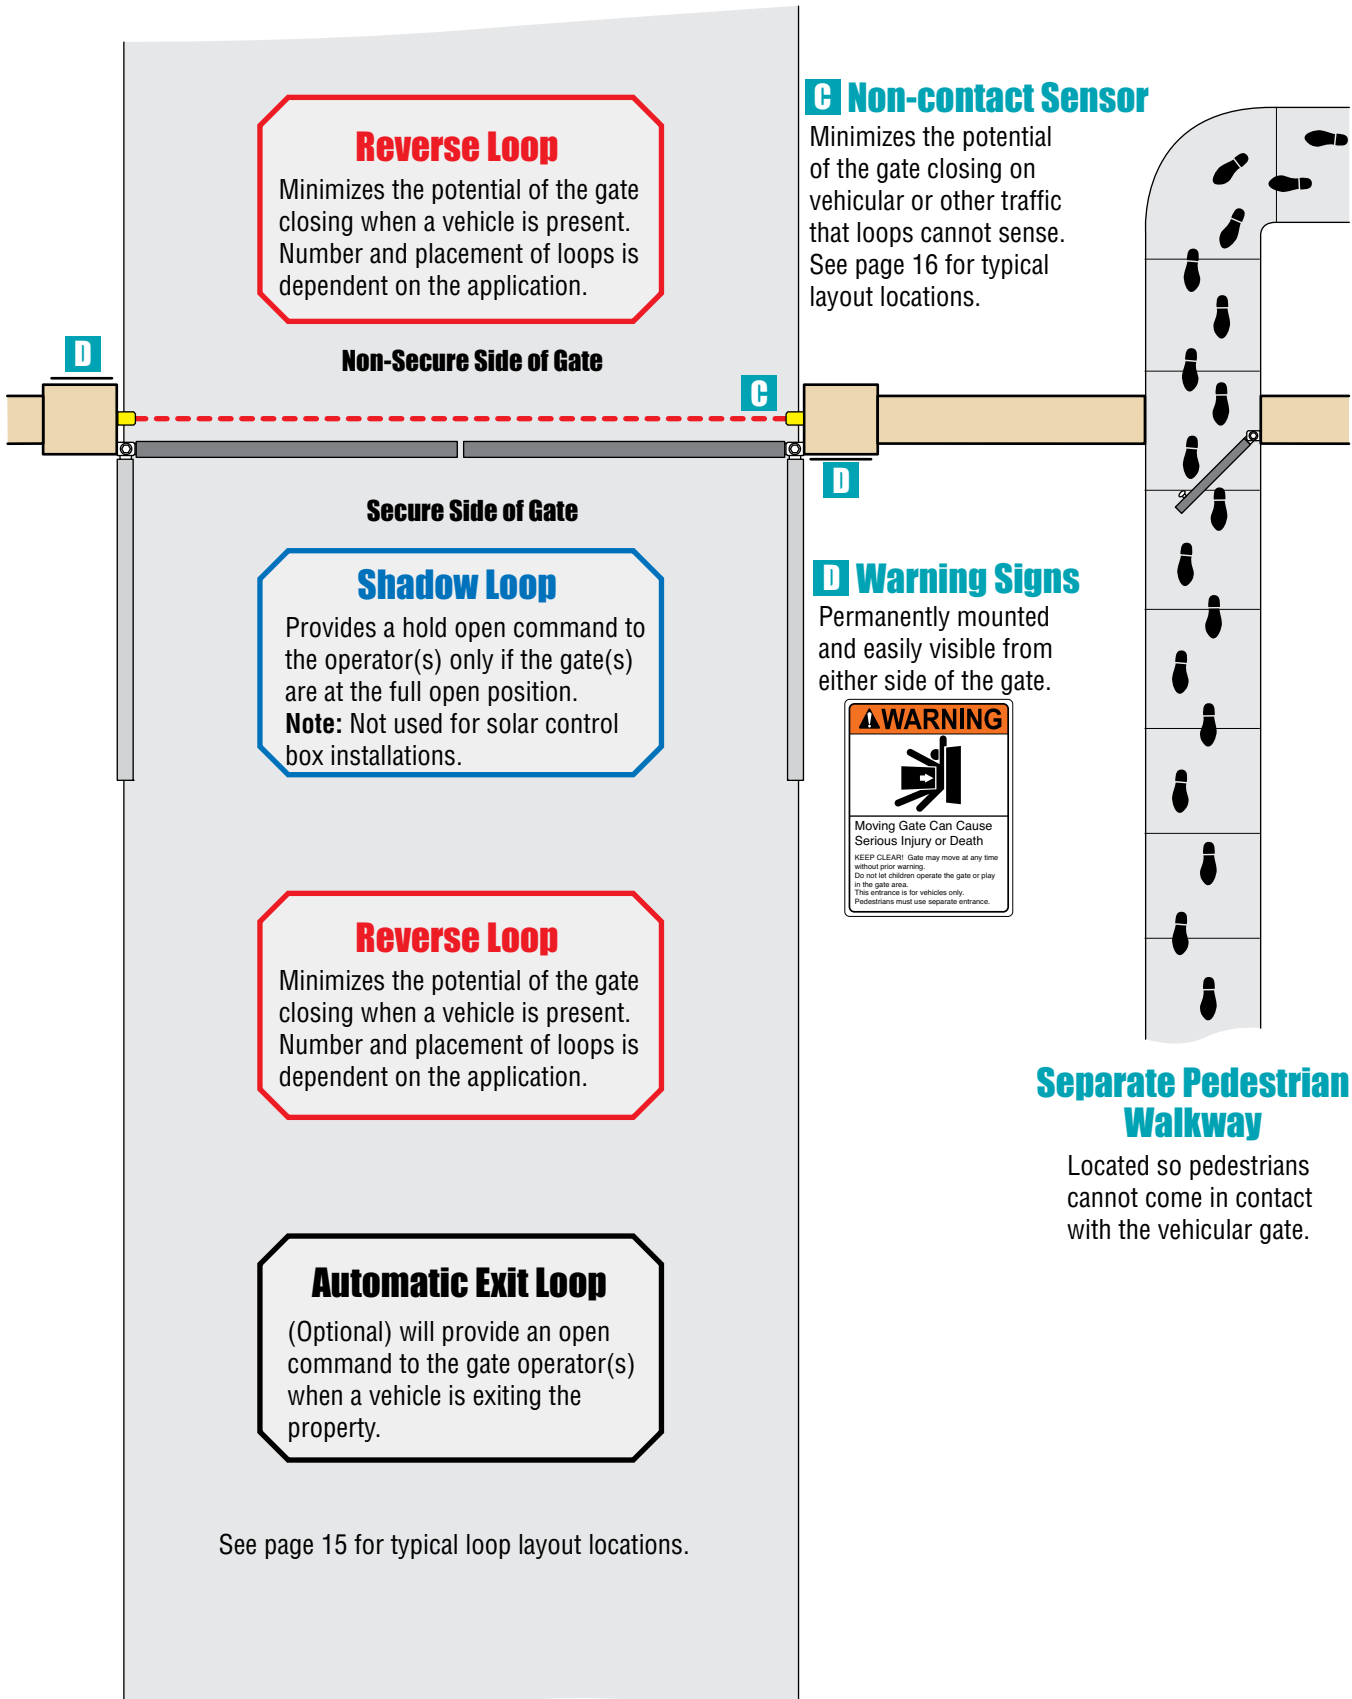 C Non-contact Sensor
Minimizes the potential
of the gate closing on
vehicular or other traffic
that loops cannot sense.
See page 16 for typical
layout locations.
Reverse Loop
Minimizes the potential of the gate
closing when a vehicle is present.
Number and placement of loops is
dependent on the application.
Non-Secure Side of Gate
D
C
D
Secure Side of Gate
Shadow Loop
Provides a hold open command to
the operator(s) only if the gate(s)
are at the full open position.
Note: Not used for solar control
box installations.
D Warning Signs
Permanently mounted
and easily visible from
either side of the gate.
WARNING
Moving Gate Can Cause
Serious Injury or Death
KEEP CLEAR! Gate may move at any time
without prior warning.
Do not let children operate the gate or play
in the gate area.
This entrance is for vehicles only.
Pedestrians must use separate entrance.
Reverse Loop
Minimizes the potential of the gate
closing when a vehicle is present.
Number and placement of loops is
dependent on the application.
Separate Pedestrian
Walkway
Located so pedestrians
cannot come in contact
with the vehicular gate.
Automatic Exit Loop
(Optional) will provide an open
command to the gate operator(s)
when a vehicle is exiting the
property.
See page 15 for typical loop layout locations.